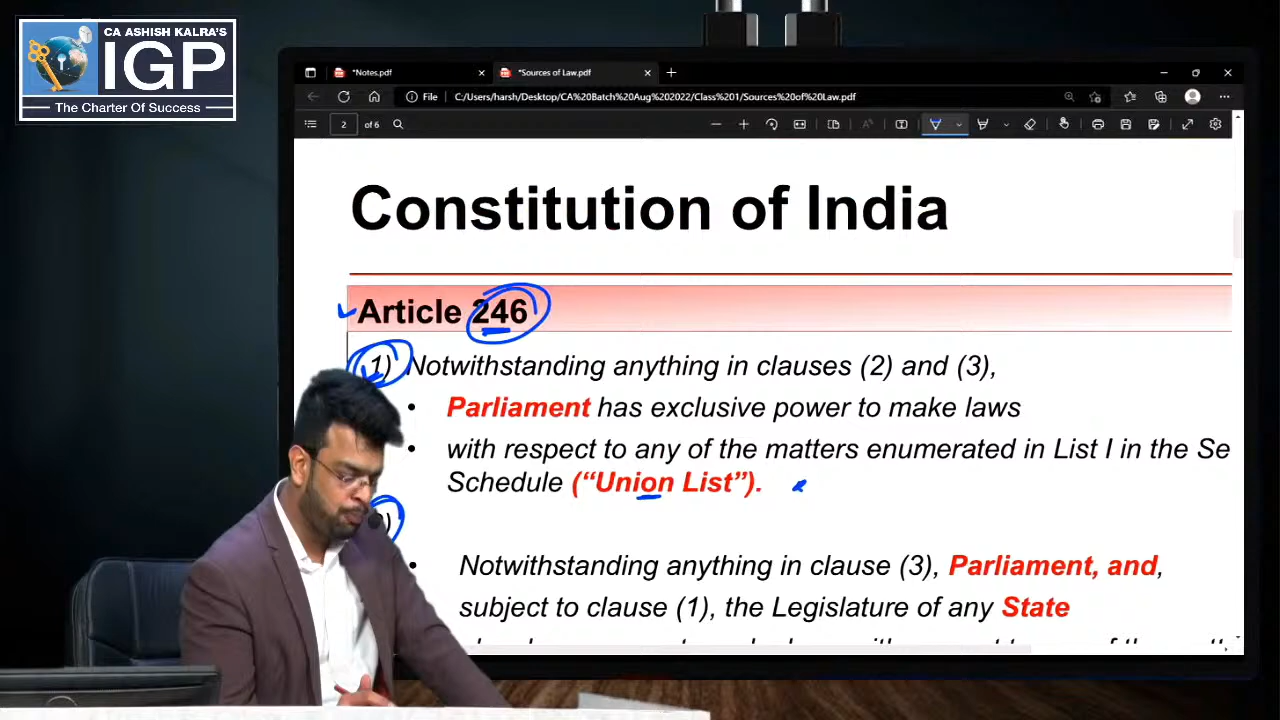 CA ASHISH KALRA'S
IGP
The Charter Of Success
*Notes.pdf
*Sources of Law.pdf
File C:/Users/harsh/Desktop/CA%20Batch%20Aug%202022/Class%201/Sources%20of%20Law.pdf
2 of 6
Constitution of India
Article 246
1) Notwithstanding anything in clauses (2) and (3),
• Parliament has exclusive power to make laws
• with respect to any of the matters enumerated in List I in the Se
Schedule (“Union List”).
• Notwithstanding anything in clause (3), Parliament, and,
subject to clause (1), the Legislature of any State